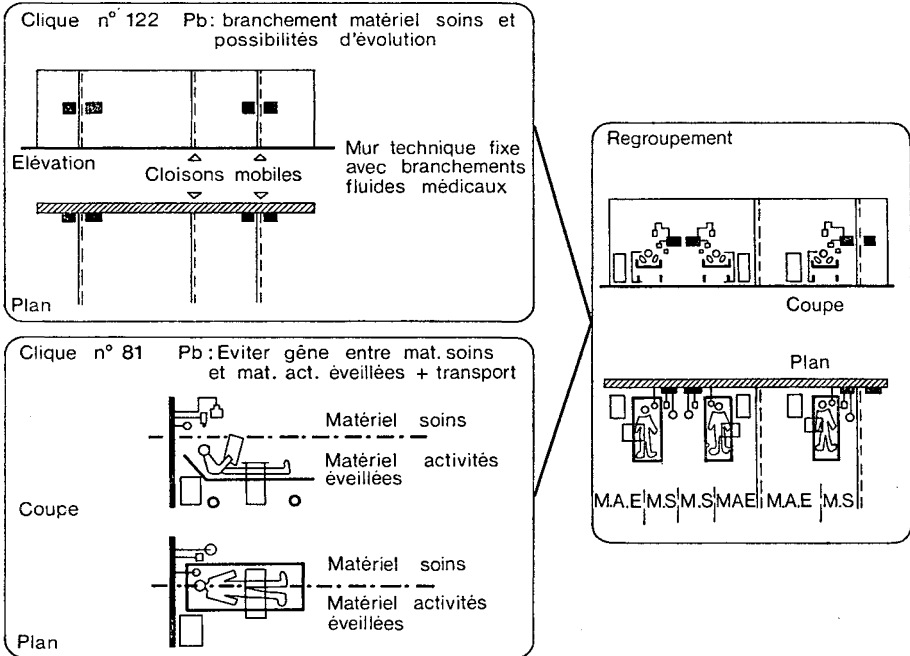 Clique n° 122 Pb: branchement matériel soins et
possibilités d'évolution
Elévation
Cloisons mobiles
Mur technique fixe
avec branchements
fluides médicaux
Plan
Clique n° 81 Pb: Eviter gêne entre mat. soins
et mat. act. éveillées + transport
Matériel soins
Matériel activités
éveillées
Coupe
Matériel soins
Matériel activités
éveillées
Plan
Regroupement
Coupe
Plan
M.A.E M.S M.S MAE M.A.E M.S